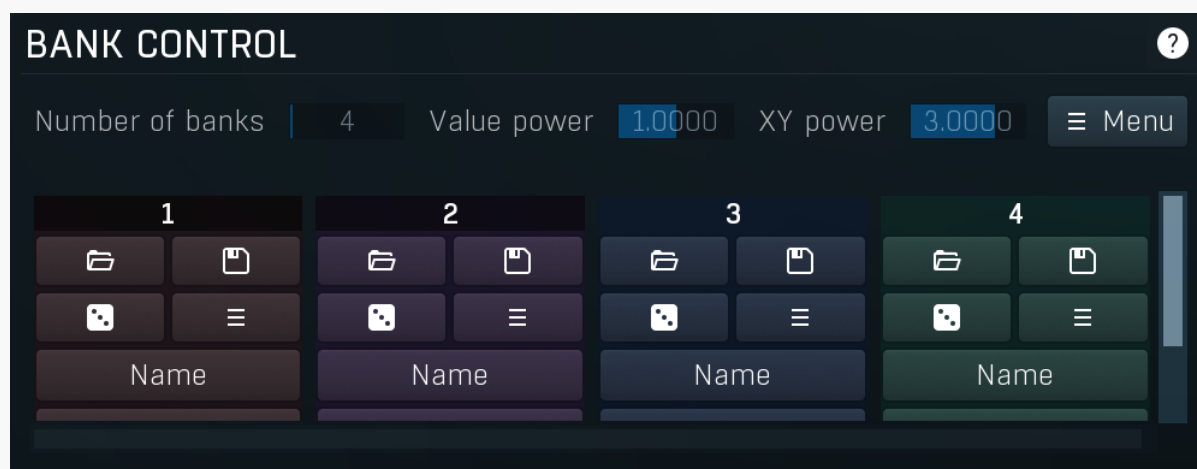 BANK CONTROL ?
Number of banks 4 Value power 1.0000 XY power 3.0000 Menu
1 2 3 4
Name Name Name Name